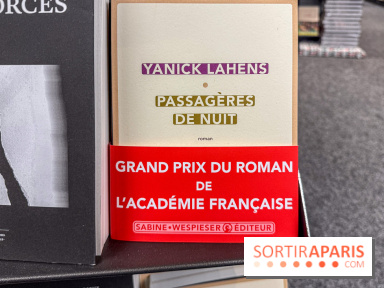 ORCES
YANICK LAHENS
PASSAGÈRES
DE NUIT
roman
GRAND PRIX DU ROMAN
DE
L'ACADÉMIE FRANÇAISE
SABINE • WESPIESER ÉDITEUR
SORTIRAPARIS
.COM